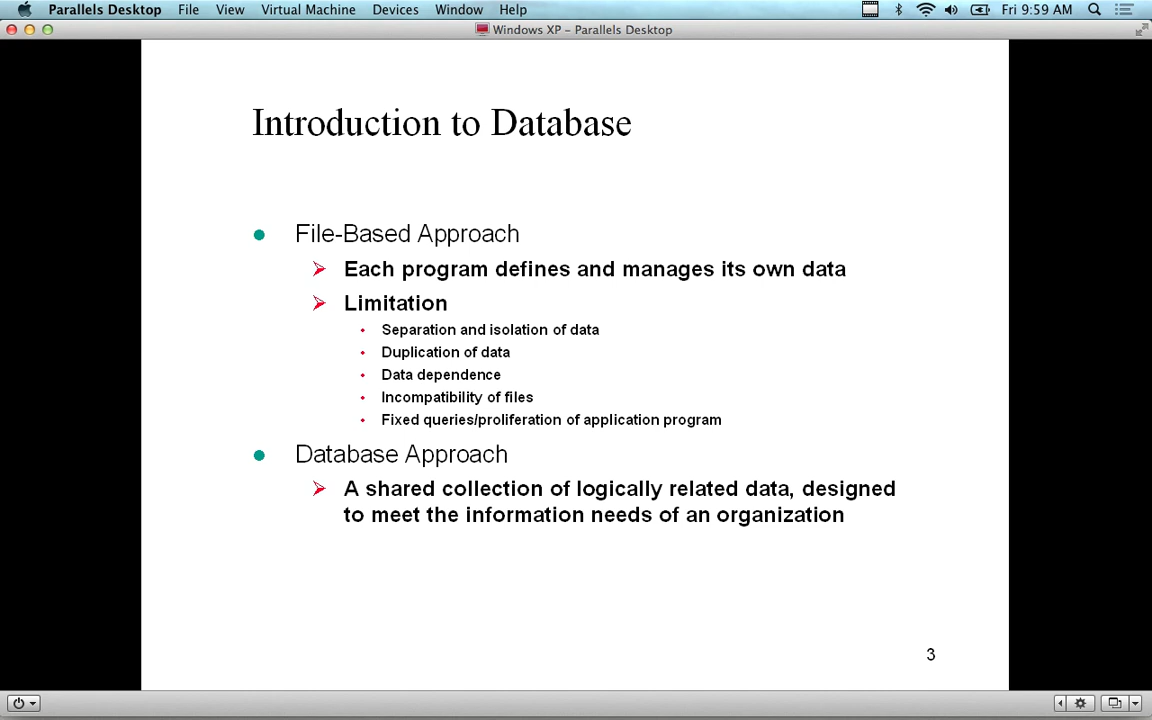 Parallels Desktop File View Virtual Machine Devices Window Help Fri 9:59 AM
Windows XP – Parallels Desktop
Introduction to Database
File-Based Approach
Each program defines and manages its own data
Limitation
Separation and isolation of data
Duplication of data
Data dependence
Incompatibility of files
Fixed queries/proliferation of application program
Database Approach
A shared collection of logically related data, designed
to meet the information needs of an organization
3